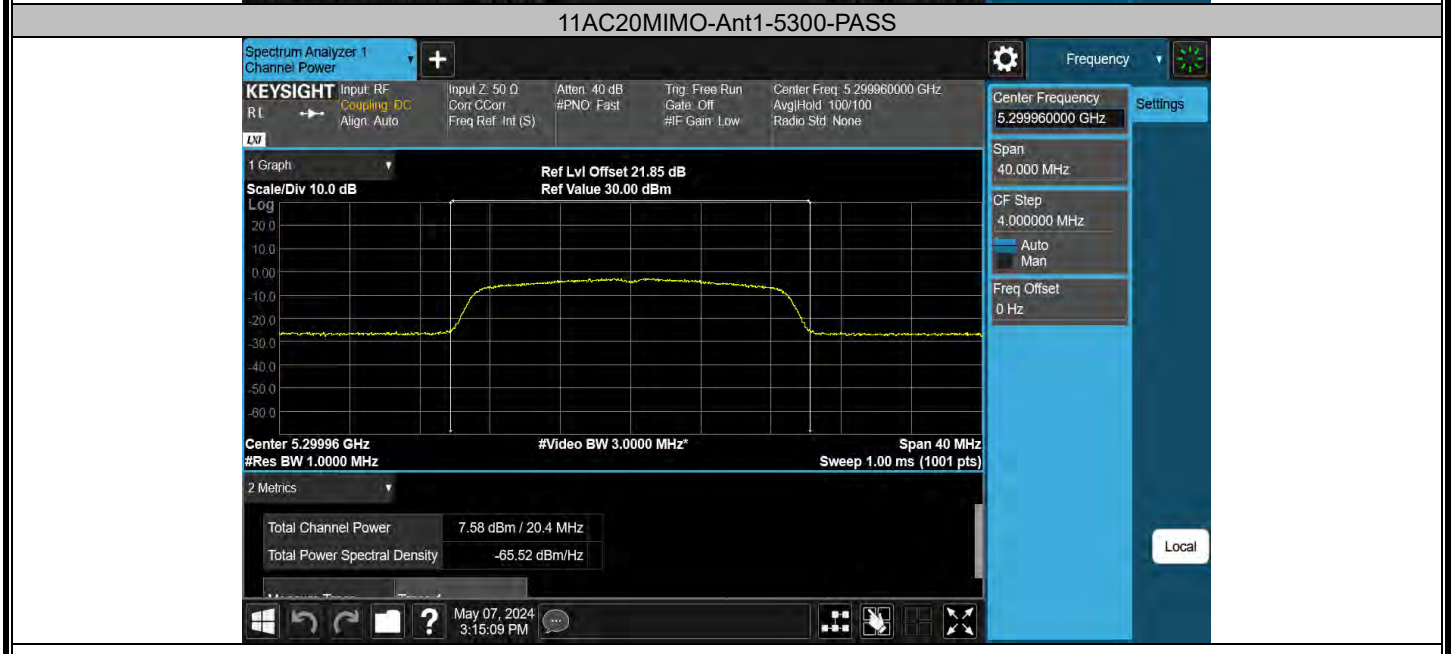 11AC20MIMO-Ant1-5300-PASS
Spectrum Analyzer 1
Channel Power
+
Frequency
KEYSIGHT
RL
LXI
Input: RF
Coupling: DC
Align: Auto
Input Z: 50 Ω
Corr CCorr
Freq Ref: Int (S)
Atten: 40 dB
#PNO: Fast
Trig: Free Run
Gate: Off
#IF Gain: Low
Center Freq: 5.299960000 GHz
Avg|Hold: 100/100
Radio Std: None
Center Frequency
5.299960000 GHz
Settings
Span
40.000 MHz
CF Step
4.000000 MHz
Auto
Man
Freq Offset
0 Hz
1 Graph
Scale/Div 10.0 dB
Ref Lvl Offset 21.85 dB
Ref Value 30.00 dBm
Log
20.0
10.0
0.00
-10.0
-20.0
-30.0
-40.0
-50.0
-60.0
Center 5.29996 GHz
#Res BW 1.0000 MHz
#Video BW 3.0000 MHz*
Span 40 MHz
Sweep 1.00 ms (1001 pts)
2 Metrics
Total Channel Power 7.58 dBm / 20.4 MHz
Total Power Spectral Density -65.52 dBm/Hz
Local
?
May 07, 2024
3:15:09 PM